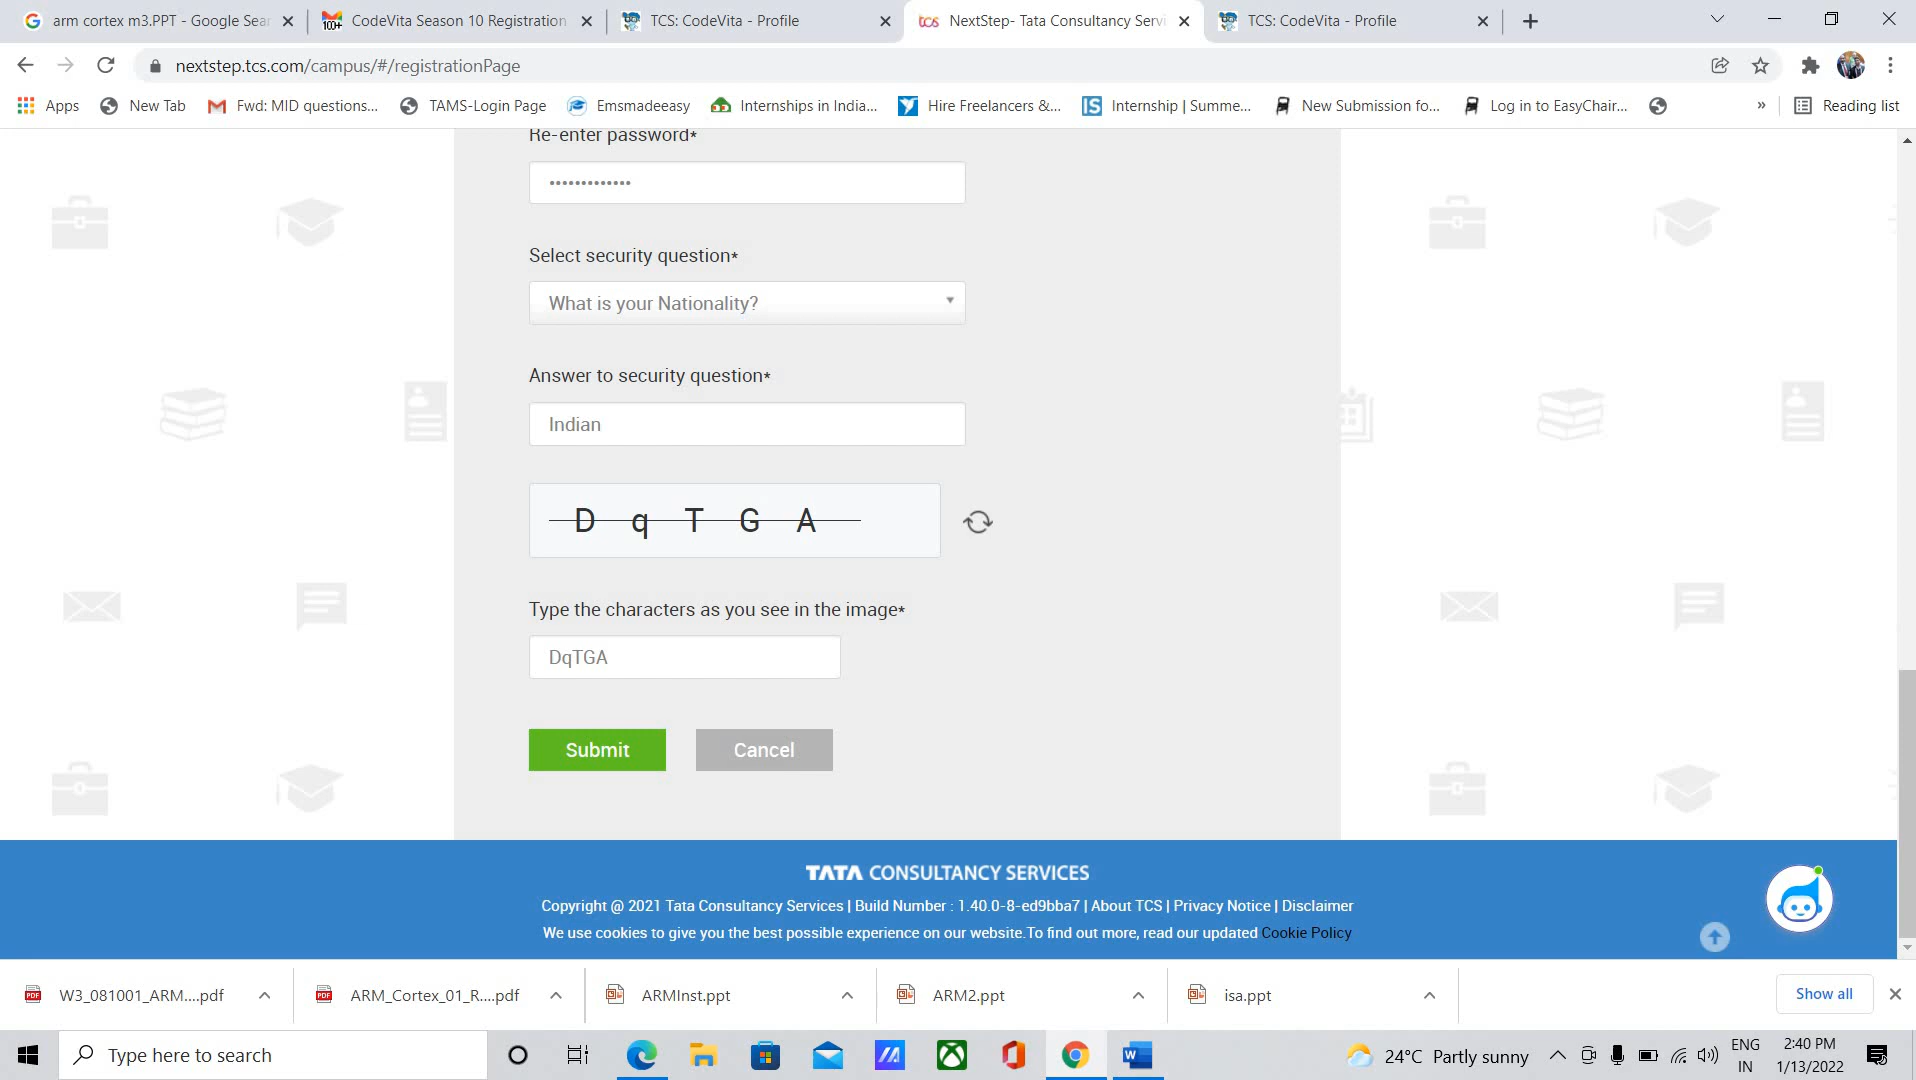 arm cortex m3.PPT - Google Sear
CodeVita Season 10 Registration
TCS: CodeVita - Profile
tcs NextStep- Tata Consultancy Servi
TCS: CodeVita - Profile
nextstep.tcs.com/campus/#/registrationPage
Apps
New Tab
Fwd: MID questions...
TAMS-Login Page
Emsmadeeasy
Internships in India...
Hire Freelancers &...
IS Internship | Summe...
New Submission fo...
Log in to EasyChair...
»
Reading list
Re-enter password*
•••••••••••••
Select security question*
What is your Nationality?
Answer to security question*
Indian
D q T G A
Type the characters as you see in the image*
DqTGA
Submit Cancel
TATA CONSULTANCY SERVICES
Copyright @ 2021 Tata Consultancy Services | Build Number : 1.40.0-8-ed9bba7 | About TCS | Privacy Notice | Disclaimer
We use cookies to give you the best possible experience on our website.To find out more, read our updated Cookie Policy
W3_081001_ARM....pdf
ARM_Cortex_01_R....pdf
ARMInst.ppt
ARM2.ppt
isa.ppt
Show all
Type here to search
24°C Partly sunny
ENG
IN
2:40 PM
1/13/2022